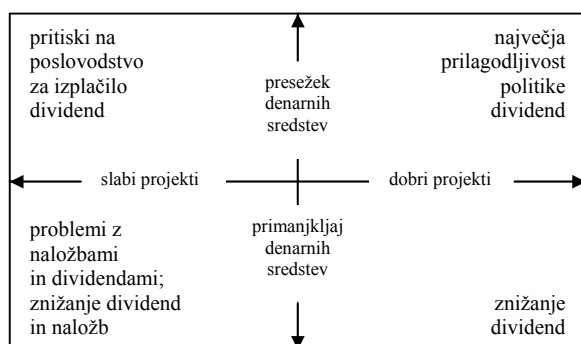 pritiski na
poslovodstvo
za izplačilo
dividend
presežek
denarnih
sredstev
največja
prilagodljivost
politike
dividend
slabi projekti
dobri projekti
problemi z
naložbami
in dividendami;
znižanje dividend
in naložb
primanjkljaj
denarnih
sredstev
znižanje
dividend